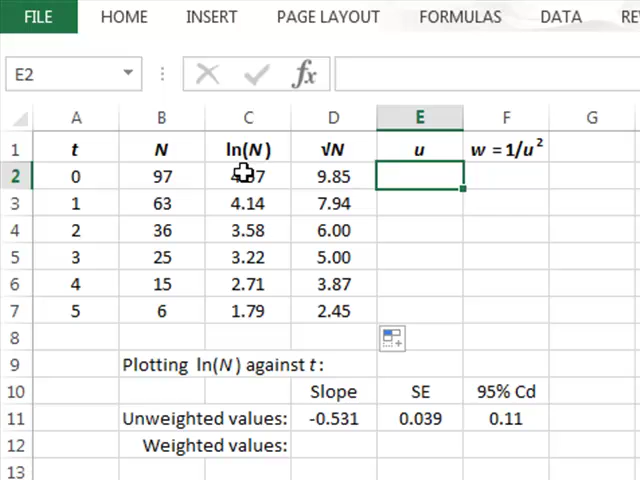 FILE HOME INSERT PAGE LAYOUT FORMULAS DATA
E2 fx
A B C D E F G
1 t N ln(N) √N u w = 1/u²
2 0 97 9.85
3 1 63 4.14 7.94
4 2 36 3.58 6.00
5 3 25 3.22 5.00
6 4 15 2.71 3.87
7 5 6 1.79 2.45
8
9 Plotting ln(N) against t:
10 Slope SE 95% Cd
11 Unweighted values: -0.531 0.039 0.11
12 Weighted values:
13